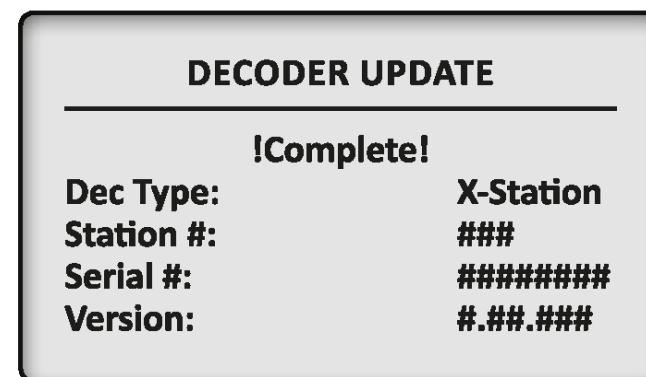 DECODER UPDATE
!Complete!
Dec Type: X-Station
Station #: ###
Serial #: ########
Version: #.##.###